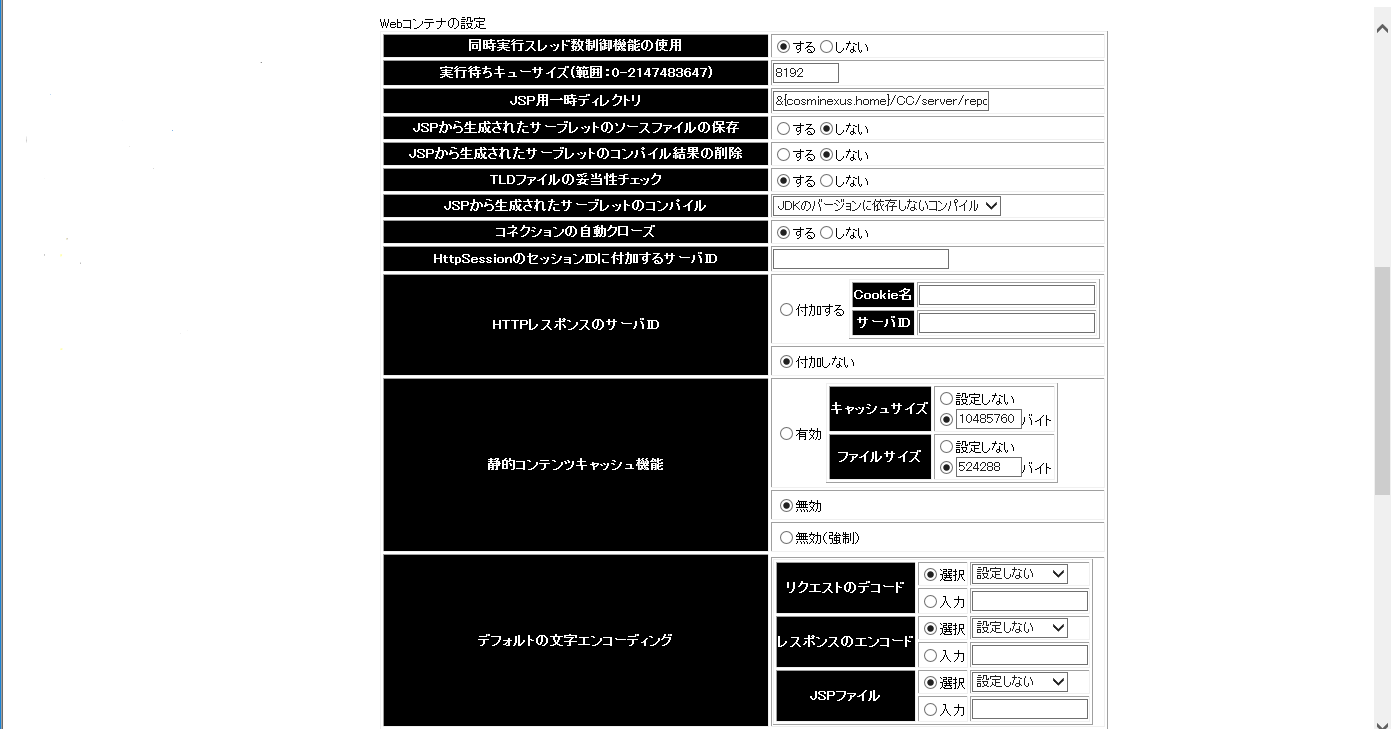 Webコンテナの設定
同時実行スレッド数制御機能の使用 する しない
実行待ちキューサイズ(範囲:0-2147483647) 8192
JSP用一時ディレクトリ &{cosminexus.home}/CC/server/repo
JSPから生成されたサーブレットのソースファイルの保存 する しない
JSPから生成されたサーブレットのコンパイル結果の削除 する しない
TLDファイルの妥当性チェック する しない
JSPから生成されたサーブレットのコンパイル JDKのバージョンに依存しないコンパイル
コネクションの自動クローズ する しない
HttpSessionのセッションIDに付加するサーバID
HTTPレスポンスのサーバID
付加する
Cookie名
サーバID
付加しない
静的コンテンツキャッシュ機能
有効
キャッシュサイズ
設定しない
10485760 バイト
ファイルサイズ
設定しない
524288 バイト
無効
無効(強制)
デフォルトの文字エンコーディング
リクエストのデコード
選択 設定しない
入力
レスポンスのエンコード
選択 設定しない
入力
JSPファイル
選択 設定しない
入力